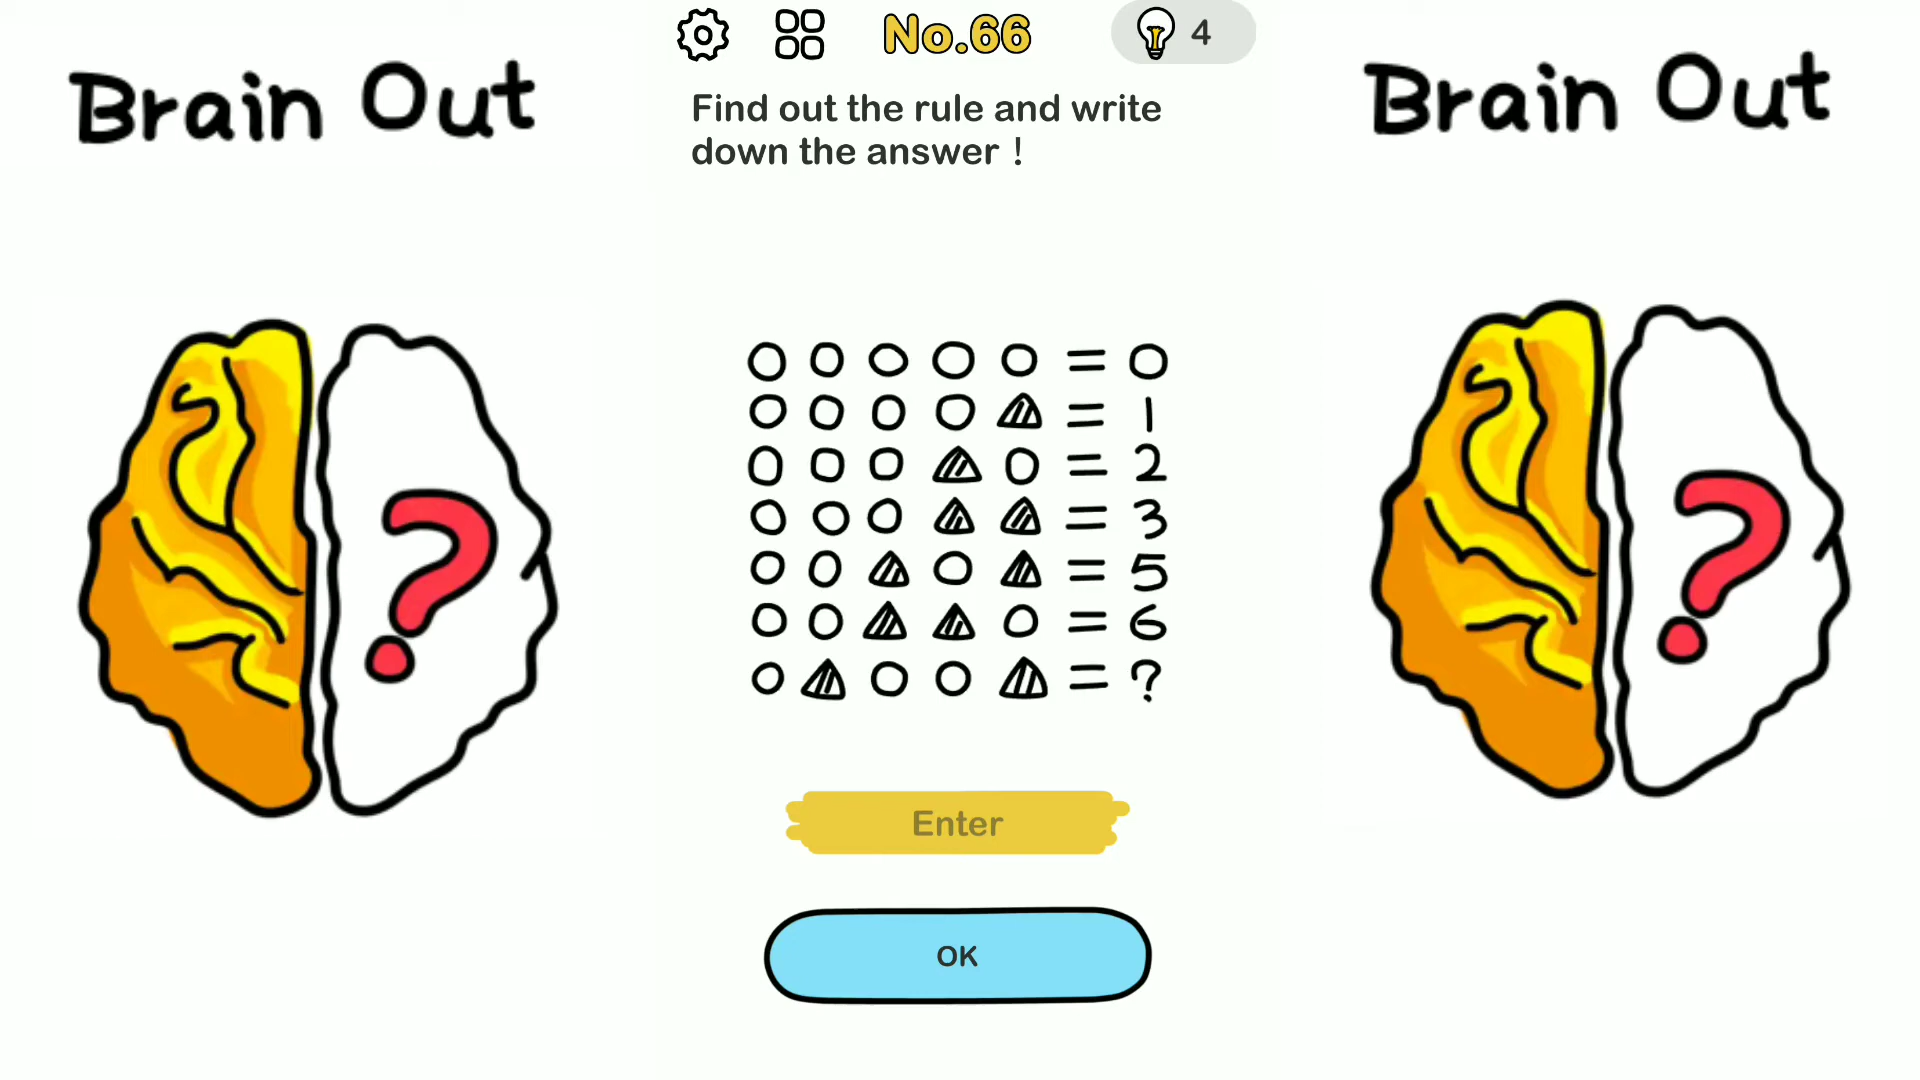 Brain Out
No.66
4
Brain Out
Find out the rule and write
down the answer !
= 0
= 1
= 2
= 3
= 5
= 6
= ?
?
?
Enter
OK